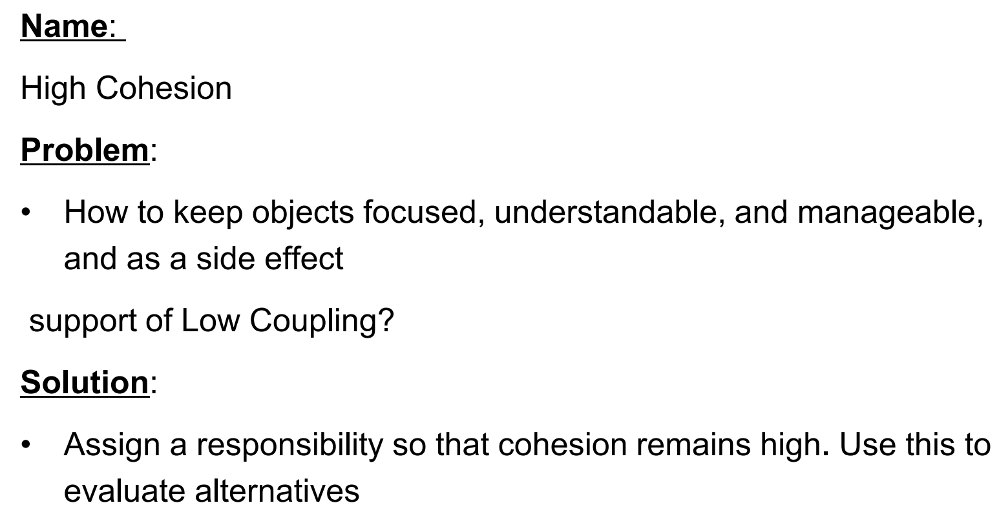 Name:
High Cohesion
Problem:
• How to keep objects focused, understandable, and manageable,
and as a side effect
support of Low Coupling?
Solution:
• Assign a responsibility so that cohesion remains high. Use this to
evaluate alternatives